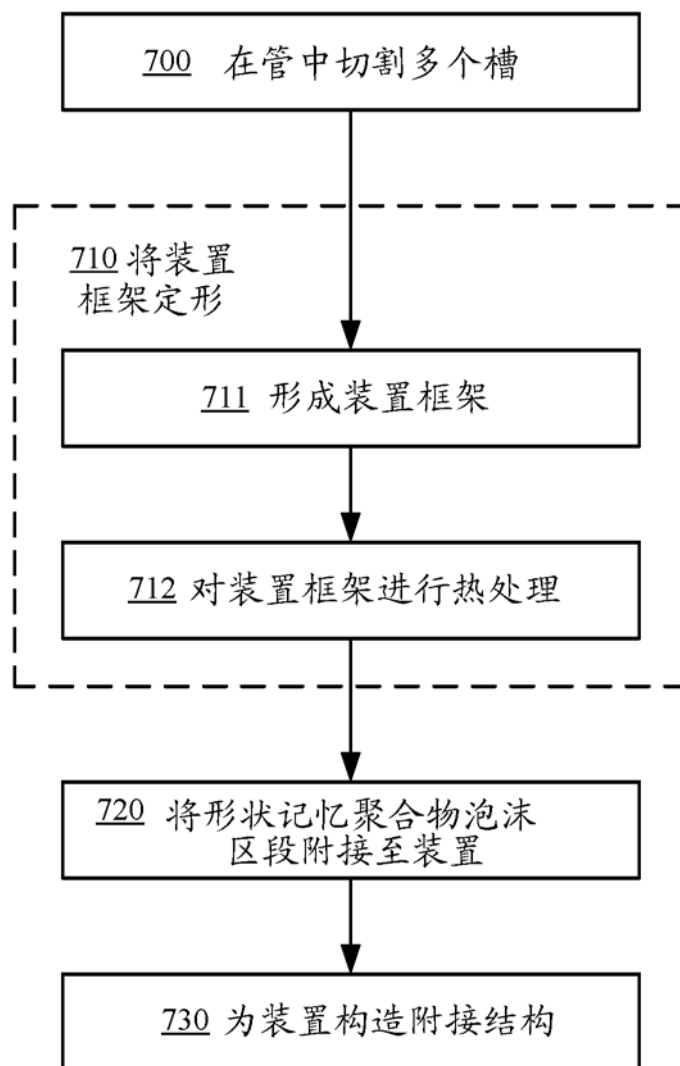 700 在管中切割多个槽
710 将装置
框架定形
711 形成装置框架
712 对装置框架进行热处理
720 将形状记忆聚合物泡沫
区段附接至装置
730 为装置构造附接结构